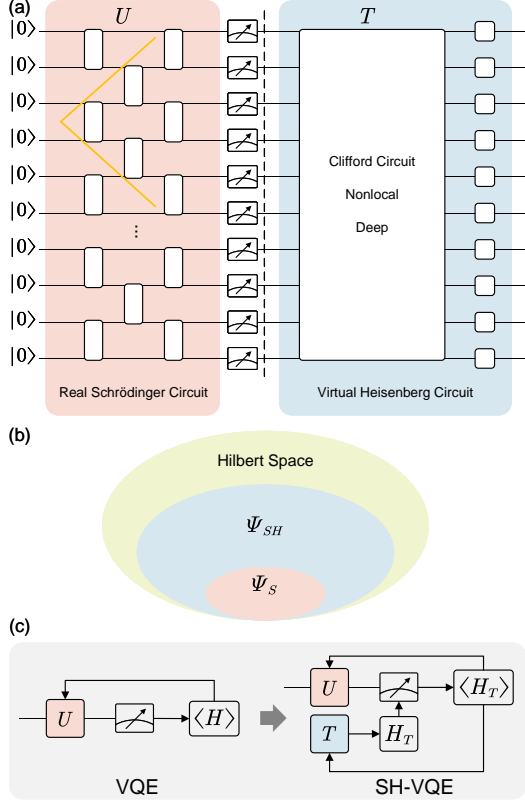 (a)
U
T
|0⟩
|0⟩
|0⟩
|0⟩
|0⟩
|0⟩
|0⟩
|0⟩
|0⟩
|0⟩
Clifford Circuit
Nonlocal
Deep
⋮
Real Schrödinger Circuit
Virtual Heisenberg Circuit
(b)
Hilbert Space
Ψ_SH
Ψ_S
(c)
U
⟨H⟩
U
⟨H_T⟩
T
H_T
VQE
SH-VQE